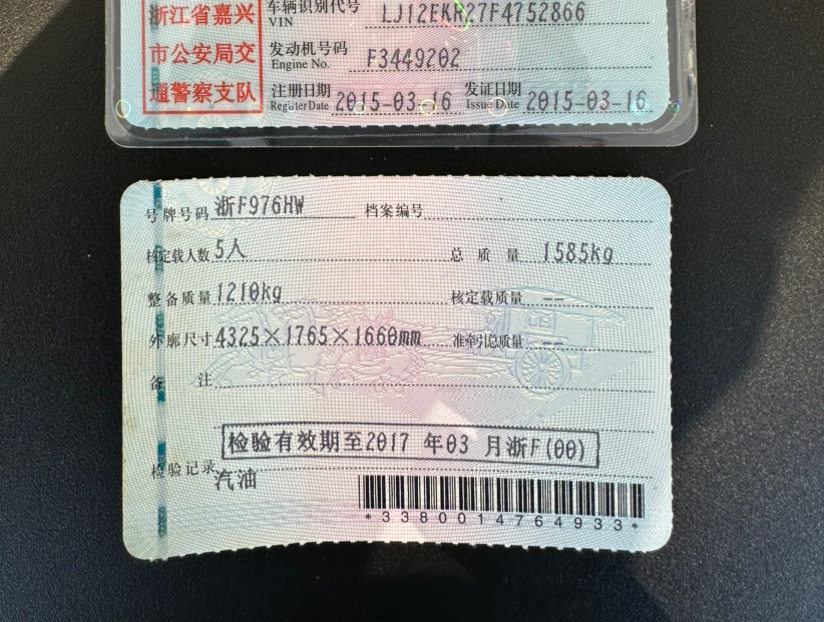 浙江省嘉兴 车辆识别代号 LJ12EKR27F4752866
VIN
市公安局交 发动机号码 F3449202
Engine No.
通警察支队 注册日期 2015-03-16 发证日期 2015-03-16
Register Date Issue Date
号牌号码 浙F976HW 档案编号
核定载人数 5人 总质量 1585kg
整备质量 1210kg 核定载质量 --
外廓尺寸 4325×1765×1660mm 准牵引总质量 --
备注
检验有效期至2017 年03 月浙F(00)
检验记录
汽油
*3380014764933*